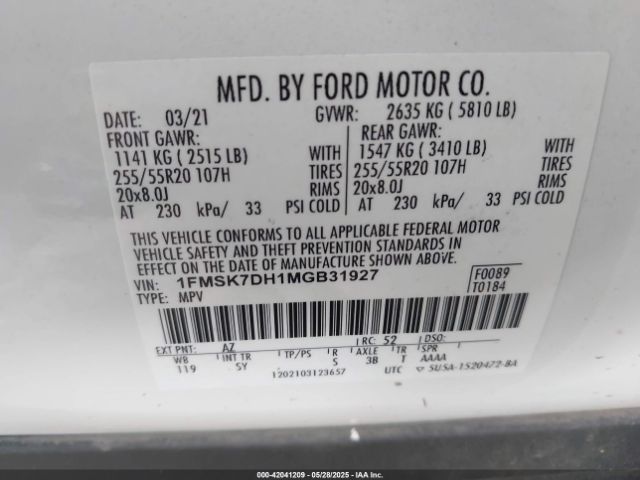 MFD. BY FORD MOTOR CO.
DATE: 03/21 GVWR: 2635 KG ( 5810 LB)
FRONT GAWR: REAR GAWR:
1141 KG ( 2515 LB) WITH 1547 KG ( 3410 LB) WITH
255/55R20 107H TIRES 255/55R20 107H TIRES
20x8.0J RIMS 20x8.0J RIMS
AT 230 kPa/ 33 PSI COLD AT 230 kPa/ 33 PSI COLD
THIS VEHICLE CONFORMS TO ALL APPLICABLE FEDERAL MOTOR
VEHICLE SAFETY AND THEFT PREVENTION STANDARDS IN
EFFECT ON THE DATE OF MANUFACTURE SHOWN ABOVE.
VIN: 1FMSK7DH1MGB31927 F0089
TYPE: MPV T0184
EXT PNT: AZ RC: 52 DSO:
WB INT TR TP/PS R AXLE TR SPR
119 SY S 3B T AAAA
1202103123657 UTC ▽ 5U5A-1520472-BA
000-42041209 - 05/28/2025 - IAAI Copyright